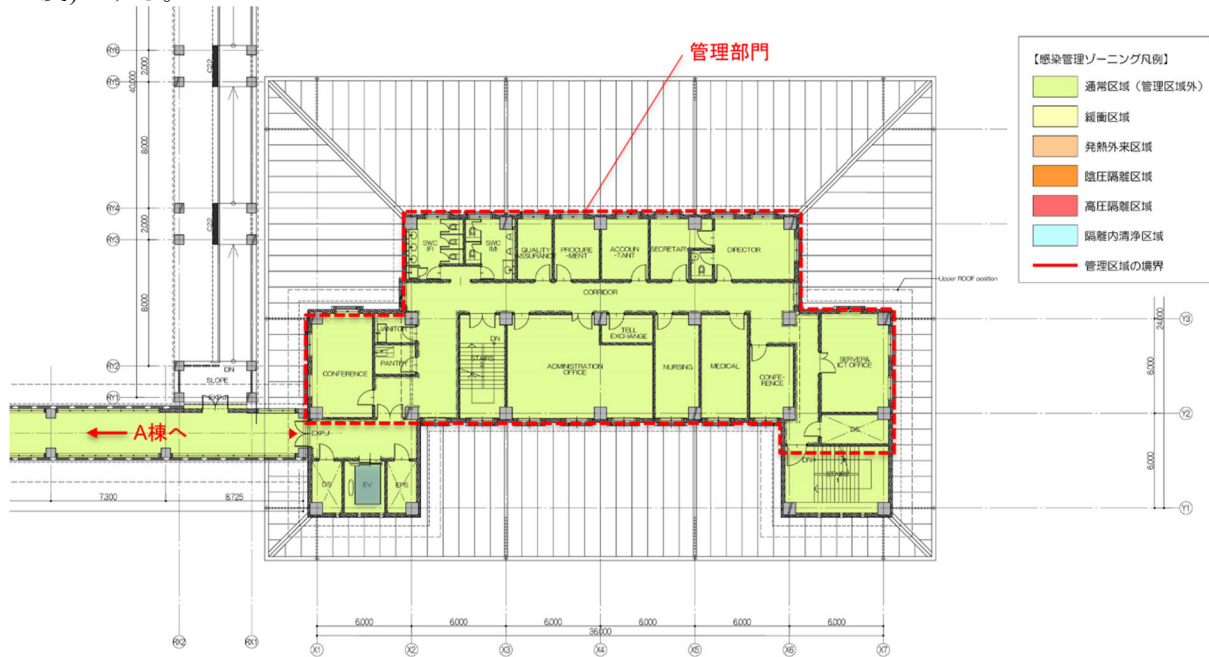 管理部門
【感染管理ゾーニング凡例】
通常区域（管理区域外）
緩衝区域
発熱外来区域
陰圧隔離区域
高圧隔離区域
隔離内清浄区域
管理区域の境界
RY6
RY5
RY4
RY3
RY2
RY1
2,000
40,000
8,000
2,000
8,000
C22
C22
SWC
(F)
SWC
(M)
QUALITY
ASSURANCE
PROCURE
-MENT
ACCOUN
-TANT
SECRETARY
DIRECTOR
CORRIDOR
Upper ROOF position
JANITOR
PANTRY
CONFERENCE
DN
STAIRS
2
ADMINISTRATION
OFFICE
TELL
EXCHANGE
NURSING
MEDICAL
CONFE-
RENCE
SERVER&
ICT OFFICE
DS
DN
SLOPE
EXP.J
A棟へ
EXP.J
DS
EV
EPS
DN
STAIRS
1
7,300
8,725
24,000
6,000
6,000
Y3
Y2
Y1
6,000
6,000
6,000
6,000
6,000
6,000
36,000
RX2
RX1
X1
X2
X3
X4
X5
X6
X7